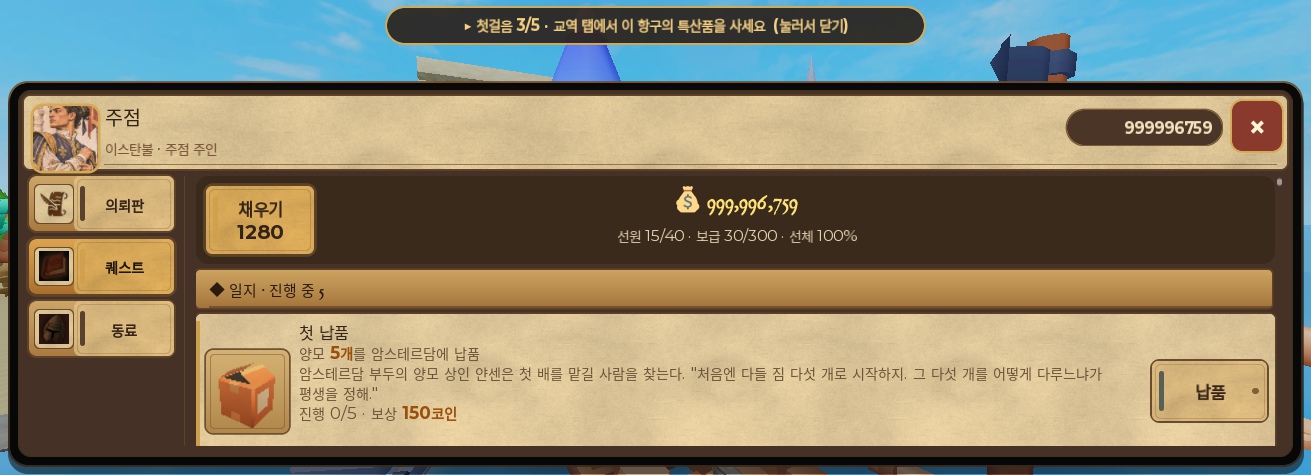 ▸ 첫걸음 3/5 · 교역 탭에서 이 항구의 특산품을 사세요 (눌러서 닫기)
주점
이스탄불 · 주점 주인
999996759
×
의뢰판
퀘스트
동료
채우기
1280
999,996,759
선원 15/40 · 보급 30/300 · 선체 100%
◆ 일지 · 진행 중 5
첫 납품
양모 5개를 암스테르담에 납품
암스테르담 부두의 양모 상인 얀센은 첫 배를 맡길 사람을 찾는다. "처음엔 다들 짐 다섯 개로 시작하지. 그 다섯 개를 어떻게 다루느냐가
평생을 정해."
진행 0/5 · 보상 150코인
납품